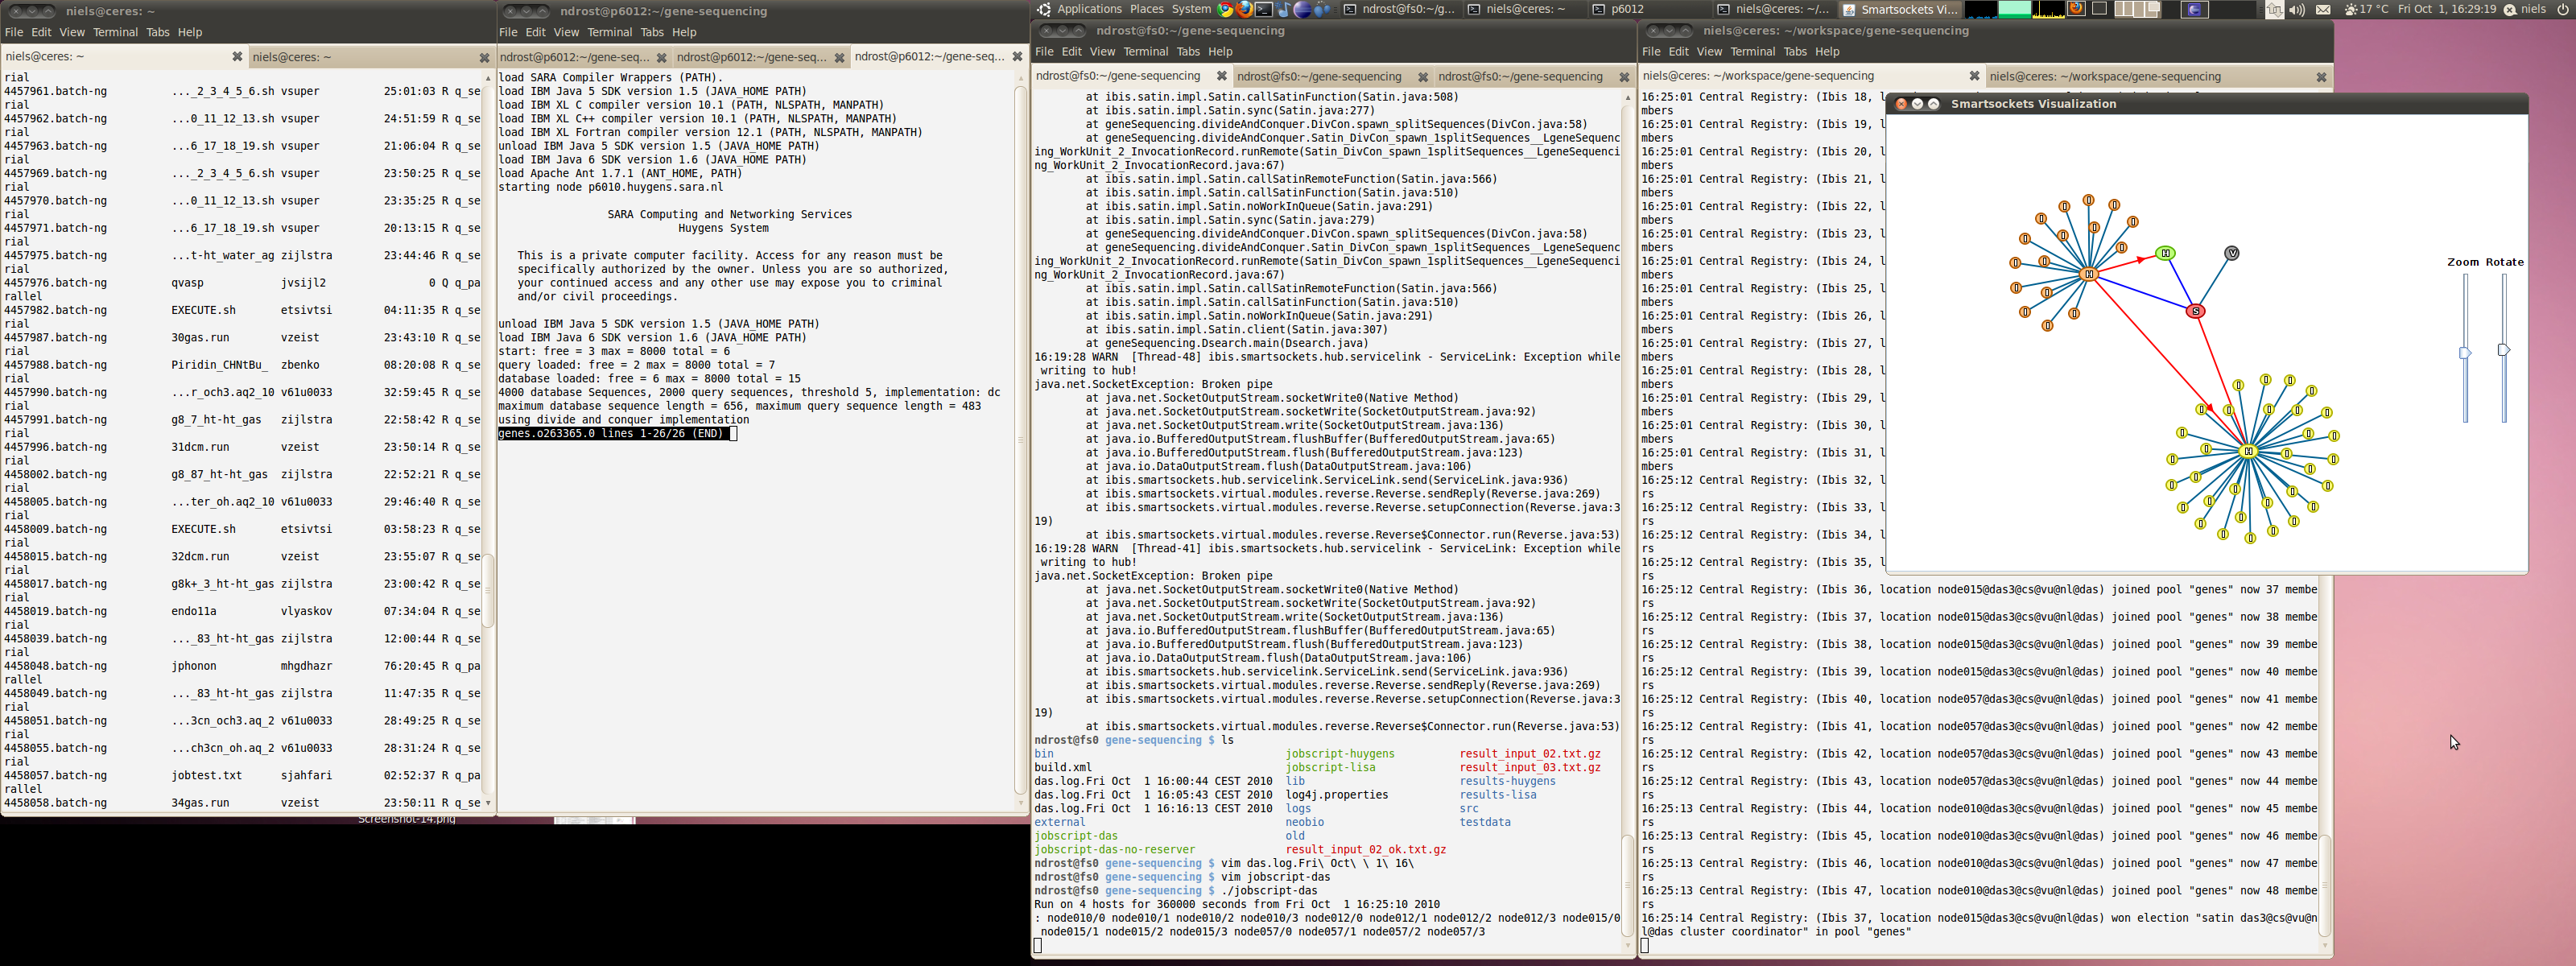 niels@ceres: ~
File Edit View Terminal Tabs Help
niels@ceres: ~
niels@ceres: ~
rial
4457961.batch-ng ..._2_3_4_5_6.sh vsuper 25:01:03 R q_se
rial
4457962.batch-ng ...0_11_12_13.sh vsuper 24:51:59 R q_se
rial
4457963.batch-ng ...6_17_18_19.sh vsuper 21:06:04 R q_se
rial
4457969.batch-ng ..._2_3_4_5_6.sh vsuper 23:50:25 R q_se
rial
4457970.batch-ng ...0_11_12_13.sh vsuper 23:35:25 R q_se
rial
4457971.batch-ng ...6_17_18_19.sh vsuper 20:13:15 R q_se
rial
4457975.batch-ng ...t-ht_water_ag zijlstra 23:44:46 R q_se
rial
4457976.batch-ng qvasp jvsijl2 0 Q q_pa
rallel
4457982.batch-ng EXECUTE.sh etsivtsi 04:11:35 R q_se
rial
4457987.batch-ng 30gas.run vzeist 23:43:10 R q_se
rial
4457988.batch-ng Piridin_CHNtBu_ zbenko 08:20:08 R q_se
rial
4457990.batch-ng ...r_och3.aq2_10 v61u0033 32:59:45 R q_se
rial
4457991.batch-ng g8_7_ht-ht_gas zijlstra 22:58:42 R q_se
rial
4457996.batch-ng 31dcm.run vzeist 23:50:14 R q_se
rial
4458002.batch-ng g8_87_ht-ht_gas zijlstra 22:52:21 R q_se
rial
4458005.batch-ng ...ter_oh.aq2_10 v61u0033 29:46:40 R q_se
rial
4458009.batch-ng EXECUTE.sh etsivtsi 03:58:23 R q_se
rial
4458015.batch-ng 32dcm.run vzeist 23:55:07 R q_se
rial
4458017.batch-ng g8k+_3_ht-ht_gas zijlstra 23:00:42 R q_se
rial
4458019.batch-ng endo11a vlyaskov 07:34:04 R q_se
rial
4458039.batch-ng ..._83_ht-ht_gas zijlstra 12:00:44 R q_se
rial
4458048.batch-ng jphonon mhgdhazr 76:20:45 R q_pa
rallel
4458049.batch-ng ..._83_ht-ht_gas zijlstra 11:47:35 R q_se
rial
4458051.batch-ng ...3cn_och3.aq_2 v61u0033 28:49:25 R q_se
rial
4458055.batch-ng ...ch3cn_oh.aq_2 v61u0033 28:31:24 R q_se
rial
4458057.batch-ng jobtest.txt sjahfari 02:52:37 R q_pa
rallel
4458058.batch-ng 34gas.run vzeist 23:50:11 R q_se
Screenshot-14.png
ndrost@p6012:~/gene-sequencing
File Edit View Terminal Tabs Help
ndrost@p6012:~/gene-seq...
ndrost@p6012:~/gene-seq...
ndrost@p6012:~/gene-seq...
load SARA Compiler Wrappers (PATH).
load IBM Java 5 SDK version 1.5 (JAVA_HOME PATH)
load IBM XL C compiler version 10.1 (PATH, NLSPATH, MANPATH)
load IBM XL C++ compiler version 10.1 (PATH, NLSPATH, MANPATH)
load IBM XL Fortran compiler version 12.1 (PATH, NLSPATH, MANPATH)
unload IBM Java 5 SDK version 1.5 (JAVA_HOME PATH)
load IBM Java 6 SDK version 1.6 (JAVA_HOME PATH)
load Apache Ant 1.7.1 (ANT_HOME, PATH)
starting node p6010.huygens.sara.nl
SARA Computing and Networking Services
Huygens System
This is a private computer facility. Access for any reason must be
specifically authorized by the owner. Unless you are so authorized,
your continued access and any other use may expose you to criminal
and/or civil proceedings.
unload IBM Java 5 SDK version 1.5 (JAVA_HOME PATH)
load IBM Java 6 SDK version 1.6 (JAVA_HOME PATH)
start: free = 3 max = 8000 total = 6
query loaded: free = 2 max = 8000 total = 7
database loaded: free = 6 max = 8000 total = 15
4000 database Sequences, 2000 query sequences, threshold 5, implementation: dc
maximum database sequence length = 656, maximum query sequence length = 483
using divide and conquer implementation
genes.o263365.0 lines 1-26/26 (END)
Applications Places System
ndrost@fs0:~/g...
niels@ceres: ~
p6012
niels@ceres: ~/...
Smartsockets Vi...
17 °C Fri Oct 1, 16:29:19 niels
ndrost@fs0:~/gene-sequencing
File Edit View Terminal Tabs Help
ndrost@fs0:~/gene-sequencing
ndrost@fs0:~/gene-sequencing
ndrost@fs0:~/gene-sequencing
at ibis.satin.impl.Satin.callSatinFunction(Satin.java:508)
at ibis.satin.impl.Satin.sync(Satin.java:277)
at geneSequencing.divideAndConquer.DivCon.spawn_splitSequences(DivCon.java:58)
at geneSequencing.divideAndConquer.Satin_DivCon_spawn_1splitSequences__LgeneSequenc
ing_WorkUnit_2_InvocationRecord.runRemote(Satin_DivCon_spawn_1splitSequences__LgeneSequenci
ng_WorkUnit_2_InvocationRecord.java:67)
at ibis.satin.impl.Satin.callSatinRemoteFunction(Satin.java:566)
at ibis.satin.impl.Satin.callSatinFunction(Satin.java:510)
at ibis.satin.impl.Satin.noWorkInQueue(Satin.java:291)
at ibis.satin.impl.Satin.sync(Satin.java:279)
at geneSequencing.divideAndConquer.DivCon.spawn_splitSequences(DivCon.java:58)
at geneSequencing.divideAndConquer.Satin_DivCon_spawn_1splitSequences__LgeneSequenc
ing_WorkUnit_2_InvocationRecord.runRemote(Satin_DivCon_spawn_1splitSequences__LgeneSequenci
ng_WorkUnit_2_InvocationRecord.java:67)
at ibis.satin.impl.Satin.callSatinRemoteFunction(Satin.java:566)
at ibis.satin.impl.Satin.callSatinFunction(Satin.java:510)
at ibis.satin.impl.Satin.noWorkInQueue(Satin.java:291)
at ibis.satin.impl.Satin.client(Satin.java:307)
at geneSequencing.Dsearch.main(Dsearch.java)
16:19:28 WARN [Thread-48] ibis.smartsockets.hub.servicelink - ServiceLink: Exception while
writing to hub!
java.net.SocketException: Broken pipe
at java.net.SocketOutputStream.socketWrite0(Native Method)
at java.net.SocketOutputStream.socketWrite(SocketOutputStream.java:92)
at java.net.SocketOutputStream.write(SocketOutputStream.java:136)
at java.io.BufferedOutputStream.flushBuffer(BufferedOutputStream.java:65)
at java.io.BufferedOutputStream.flush(BufferedOutputStream.java:123)
at java.io.DataOutputStream.flush(DataOutputStream.java:106)
at ibis.smartsockets.hub.servicelink.ServiceLink.send(ServiceLink.java:936)
at ibis.smartsockets.virtual.modules.reverse.Reverse.sendReply(Reverse.java:269)
at ibis.smartsockets.virtual.modules.reverse.Reverse.setupConnection(Reverse.java:3
19)
at ibis.smartsockets.virtual.modules.reverse.Reverse$Connector.run(Reverse.java:53)
16:19:28 WARN [Thread-41] ibis.smartsockets.hub.servicelink - ServiceLink: Exception while
writing to hub!
java.net.SocketException: Broken pipe
at java.net.SocketOutputStream.socketWrite0(Native Method)
at java.net.SocketOutputStream.socketWrite(SocketOutputStream.java:92)
at java.net.SocketOutputStream.write(SocketOutputStream.java:136)
at java.io.BufferedOutputStream.flushBuffer(BufferedOutputStream.java:65)
at java.io.BufferedOutputStream.flush(BufferedOutputStream.java:123)
at java.io.DataOutputStream.flush(DataOutputStream.java:106)
at ibis.smartsockets.hub.servicelink.ServiceLink.send(ServiceLink.java:936)
at ibis.smartsockets.virtual.modules.reverse.Reverse.sendReply(Reverse.java:269)
at ibis.smartsockets.virtual.modules.reverse.Reverse.setupConnection(Reverse.java:3
19)
at ibis.smartsockets.virtual.modules.reverse.Reverse$Connector.run(Reverse.java:53)
ndrost@fs0 gene-sequencing $ ls
bin jobscript-huygens result_input_02.txt.gz
build.xml jobscript-lisa result_input_03.txt.gz
das.log.Fri Oct 1 16:00:44 CEST 2010 lib results-huygens
das.log.Fri Oct 1 16:05:43 CEST 2010 log4j.properties results-lisa
das.log.Fri Oct 1 16:16:13 CEST 2010 logs src
external neobio testdata
jobscript-das old
jobscript-das-no-reserver result_input_02_ok.txt.gz
ndrost@fs0 gene-sequencing $ vim das.log.Fri\ Oct\ \ 1\ 16\
ndrost@fs0 gene-sequencing $ vim jobscript-das
ndrost@fs0 gene-sequencing $ ./jobscript-das
Run on 4 hosts for 360000 seconds from Fri Oct 1 16:25:10 2010
: node010/0 node010/1 node010/2 node010/3 node012/0 node012/1 node012/2 node012/3 node015/0
node015/1 node015/2 node015/3 node057/0 node057/1 node057/2 node057/3
niels@ceres: ~/workspace/gene-sequencing
File Edit View Terminal Tabs Help
niels@ceres: ~/workspace/gene-sequencing
niels@ceres: ~/workspace/gene-sequencing
16:25:01 Central Registry: (Ibis 18, l
mbers
16:25:01 Central Registry: (Ibis 19, l
mbers
16:25:01 Central Registry: (Ibis 20, l
mbers
16:25:01 Central Registry: (Ibis 21, l
mbers
16:25:01 Central Registry: (Ibis 22, l
mbers
16:25:01 Central Registry: (Ibis 23, l
mbers
16:25:01 Central Registry: (Ibis 24, l
mbers
16:25:01 Central Registry: (Ibis 25, l
mbers
16:25:01 Central Registry: (Ibis 26, l
mbers
16:25:01 Central Registry: (Ibis 27, l
mbers
16:25:01 Central Registry: (Ibis 28, l
mbers
16:25:01 Central Registry: (Ibis 29, l
mbers
16:25:01 Central Registry: (Ibis 30, l
mbers
16:25:01 Central Registry: (Ibis 31, l
mbers
16:25:12 Central Registry: (Ibis 32, l
rs
16:25:12 Central Registry: (Ibis 33, l
rs
16:25:12 Central Registry: (Ibis 34, l
rs
16:25:12 Central Registry: (Ibis 35, l
rs
16:25:12 Central Registry: (Ibis 36, location node015@das3@cs@vu@nl@das) joined pool "genes" now 37 membe
rs
16:25:12 Central Registry: (Ibis 37, location node015@das3@cs@vu@nl@das) joined pool "genes" now 38 membe
rs
16:25:12 Central Registry: (Ibis 38, location node015@das3@cs@vu@nl@das) joined pool "genes" now 39 membe
rs
16:25:12 Central Registry: (Ibis 39, location node015@das3@cs@vu@nl@das) joined pool "genes" now 40 membe
rs
16:25:12 Central Registry: (Ibis 40, location node057@das3@cs@vu@nl@das) joined pool "genes" now 41 membe
rs
16:25:12 Central Registry: (Ibis 41, location node057@das3@cs@vu@nl@das) joined pool "genes" now 42 membe
rs
16:25:12 Central Registry: (Ibis 42, location node057@das3@cs@vu@nl@das) joined pool "genes" now 43 membe
rs
16:25:12 Central Registry: (Ibis 43, location node057@das3@cs@vu@nl@das) joined pool "genes" now 44 membe
rs
16:25:13 Central Registry: (Ibis 44, location node010@das3@cs@vu@nl@das) joined pool "genes" now 45 membe
rs
16:25:13 Central Registry: (Ibis 45, location node010@das3@cs@vu@nl@das) joined pool "genes" now 46 membe
rs
16:25:13 Central Registry: (Ibis 46, location node010@das3@cs@vu@nl@das) joined pool "genes" now 47 membe
rs
16:25:13 Central Registry: (Ibis 47, location node010@das3@cs@vu@nl@das) joined pool "genes" now 48 membe
rs
16:25:14 Central Registry: (Ibis 37, location node015@das3@cs@vu@nl@das) won election "satin das3@cs@vu@n
l@das cluster coordinator" in pool "genes"
Smartsockets Visualization
H
H
V
S
H
Zoom Rotate